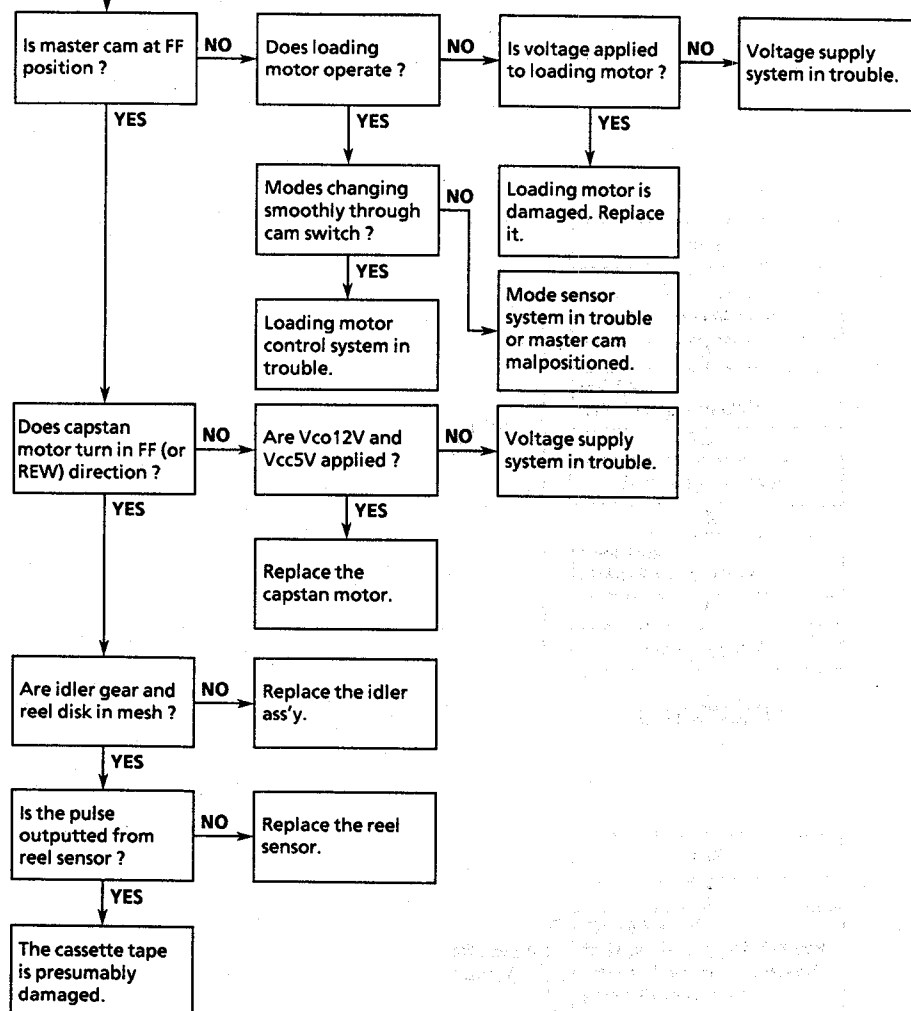 Is master cam at FF
position ?
NO
Does loading
motor operate ?
NO
Is voltage applied
to loading motor ?
NO
Voltage supply
system in trouble.
YES
YES
YES
Modes changing
smoothly through
cam switch ?
NO
Loading motor is
damaged. Replace
it.
YES
Loading motor
control system in
trouble.
Mode sensor
system in trouble
or master cam
malpositioned.
Does capstan
motor turn in FF (or
REW) direction ?
NO
Are Vco12V and
Vcc5V applied ?
NO
Voltage supply
system in trouble.
YES
YES
Replace the
capstan motor.
Are idler gear and
reel disk in mesh ?
NO
Replace the idler
ass'y.
YES
Is the pulse
outputted from
reel sensor ?
NO
Replace the reel
sensor.
YES
The cassette tape
is presumably
damaged.